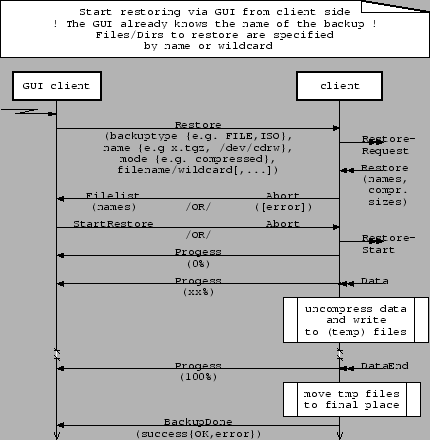 Start restoring via GUI from client side
! The GUI already knows the name of the backup !
Files/Dirs to restore are specified
by name or wildcard
GUI client
client
Restore
(backuptype {e.g. FILE,ISO},
name {e.g x.tgz, /dev/cdrw},
mode {e.g. compressed},
filename/wildcard[,...])
Restore-
Request
Restore
(names,
compr.
sizes)
Filelist
(names)
/OR/
Abort
([error])
StartRestore
/OR/
Abort
Restore-
Start
Progess
(0%)
Progess
(xx%)
Data
uncompress data
and write
to (temp) files
Progess
(100%)
DataEnd
move tmp files
to final place
BackupDone
(success{OK,error})